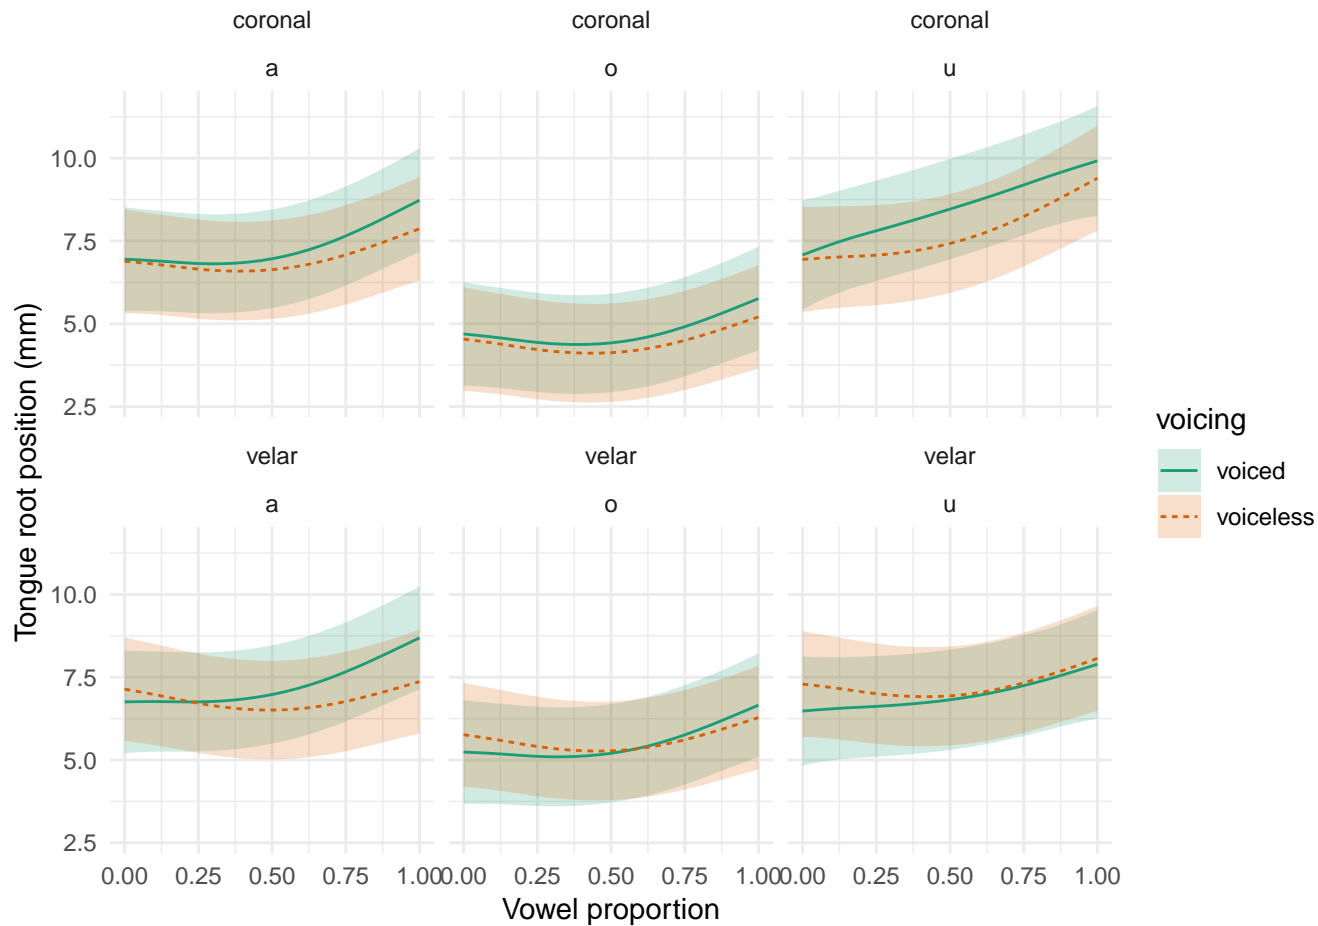 coronal coronal coronal
a o u
10.0
7.5
5.0
2.5
velar velar velar
a o u
10.0
7.5
5.0
2.5
0.00 0.25 0.50 0.75 1.00 0.00 0.25 0.50 0.75 1.00 0.00 0.25 0.50 0.75 1.00
Vowel proportion
Tongue root position (mm)
voicing
voiced
voiceless